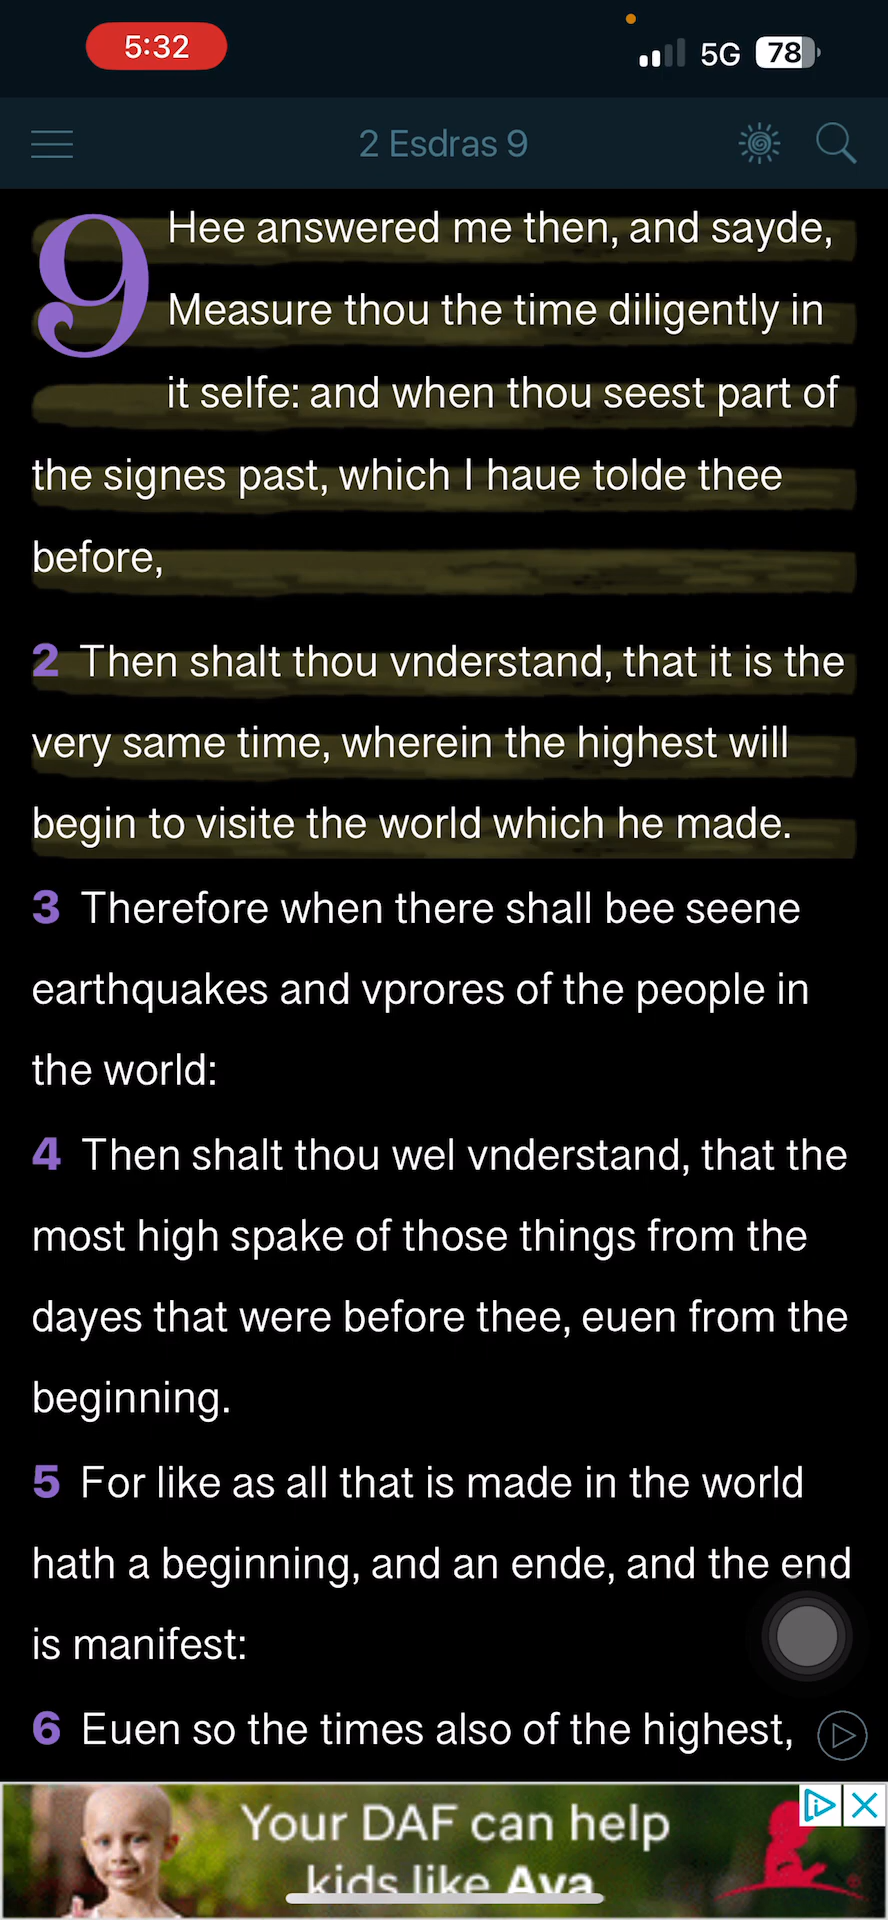 5:32
5G 78
2 Esdras 9
9 Hee answered me then, and sayde,
Measure thou the time diligently in
it selfe: and when thou seest part of
the signes past, which I haue tolde thee
before,
2 Then shalt thou vnderstand, that it is the
very same time, wherein the highest will
begin to visite the world which he made.
3 Therefore when there shall bee seene
earthquakes and vprores of the people in
the world:
4 Then shalt thou wel vnderstand, that the
most high spake of those things from the
dayes that were before thee, euen from the
beginning.
5 For like as all that is made in the world
hath a beginning, and an ende, and the end
is manifest:
6 Euen so the times also of the highest,
Your DAF can help
kids like Ava